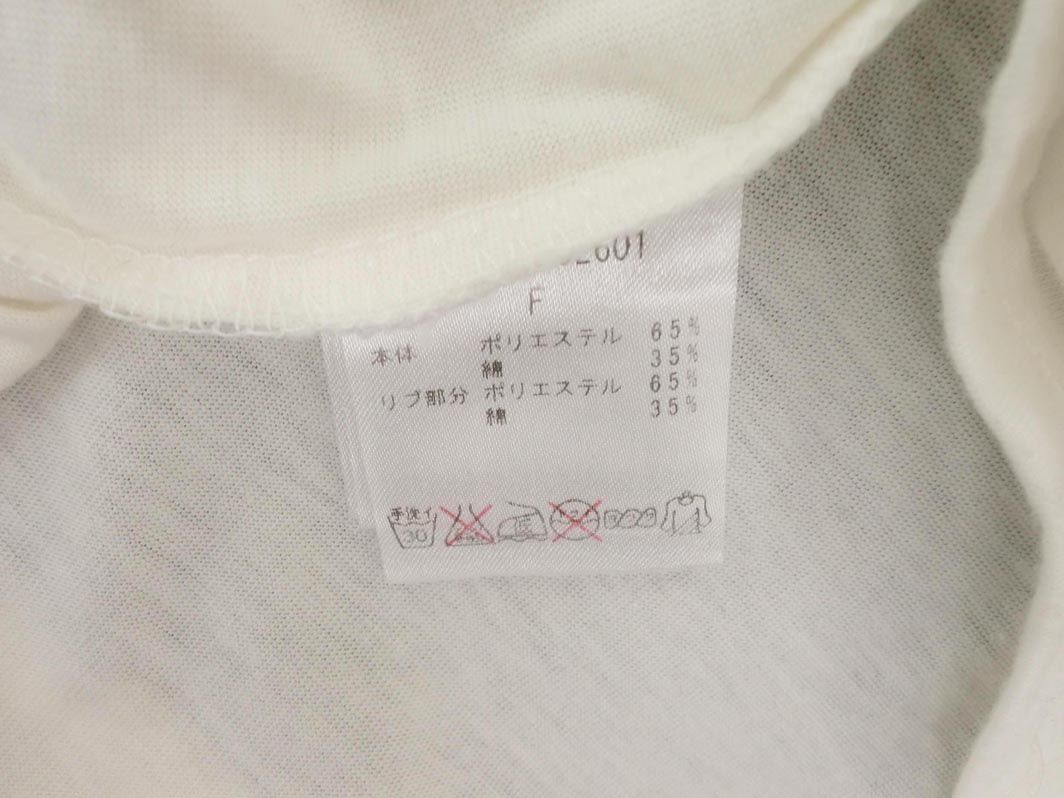 2601
F
本体 ポリエステル 65%
綿 35%
リブ部分 ポリエステル 65%
綿 35%
手洗イ
30